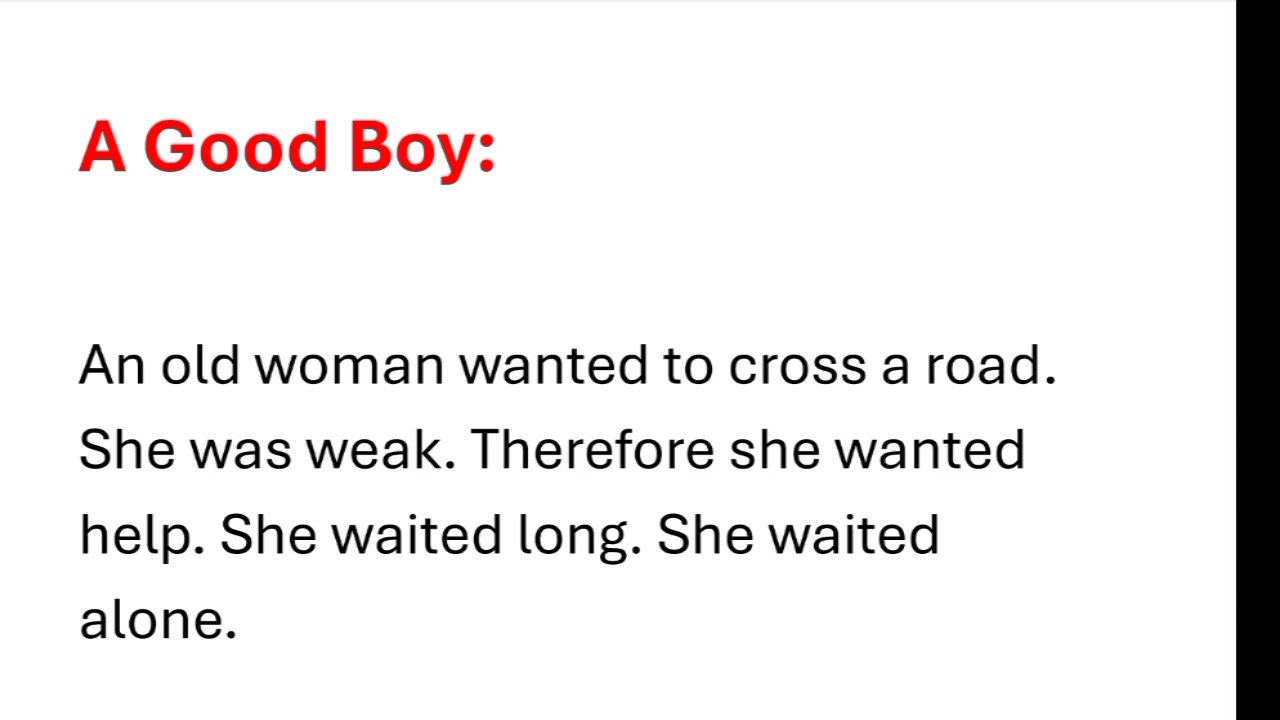 A Good Boy:
An old woman wanted to cross a road.
She was weak. Therefore she wanted
help. She waited long. She waited
alone.